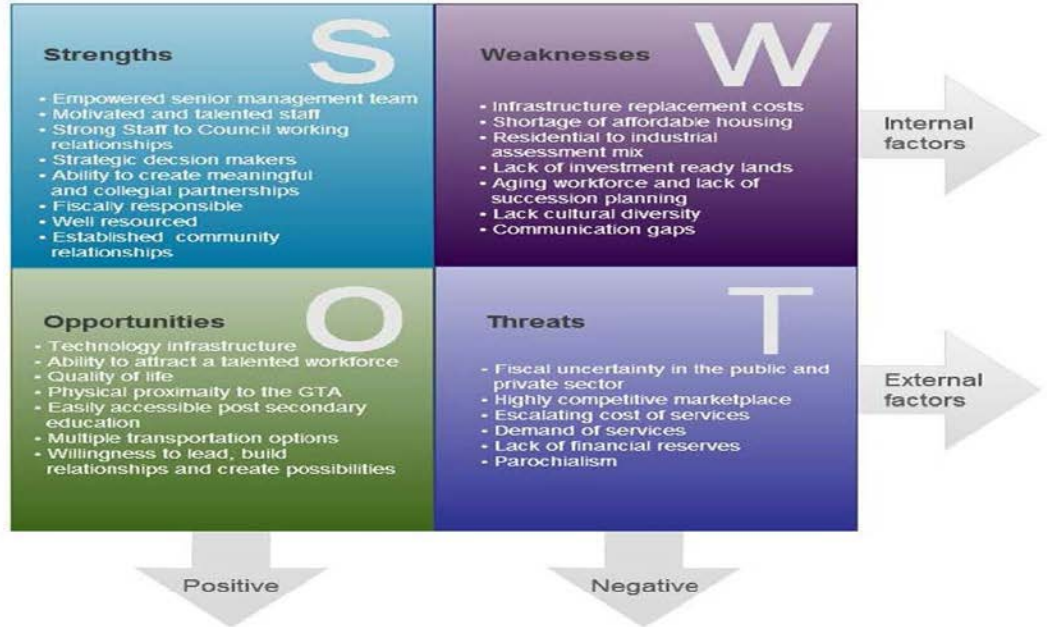 S
Strengths
• Empowered senior management team
• Motivated and talented staff
• Strong Staff to Council working
relationships
• Strategic decsion makers
• Ability to create meaningful
and collegial partnerships
• Fiscally responsible
• Well resourced
• Established community
relationships
W
Weaknesses
• Infrastructure replacement costs
• Shortage of affordable housing
• Residential to industrial
assessment mix
• Lack of investment ready lands
• Aging workforce and lack of
succession planning
• Lack cultural diversity
• Communication gaps
Internal
factors
O
Opportunities
• Technology infrastructure
• Ability to attract a talented workforce
• Quality of life
• Physical proximaity to the GTA
• Easily accessible post secondary
education
• Multiple transportation options
• Willingness to lead, build
relationships and create possibilities
T
Threats
• Fiscal uncertainty in the public and
private sector
• Highly competitive marketplace
• Escalating cost of services
• Demand of services
• Lack of financial reserves
• Parochialism
External
factors
Positive
Negative